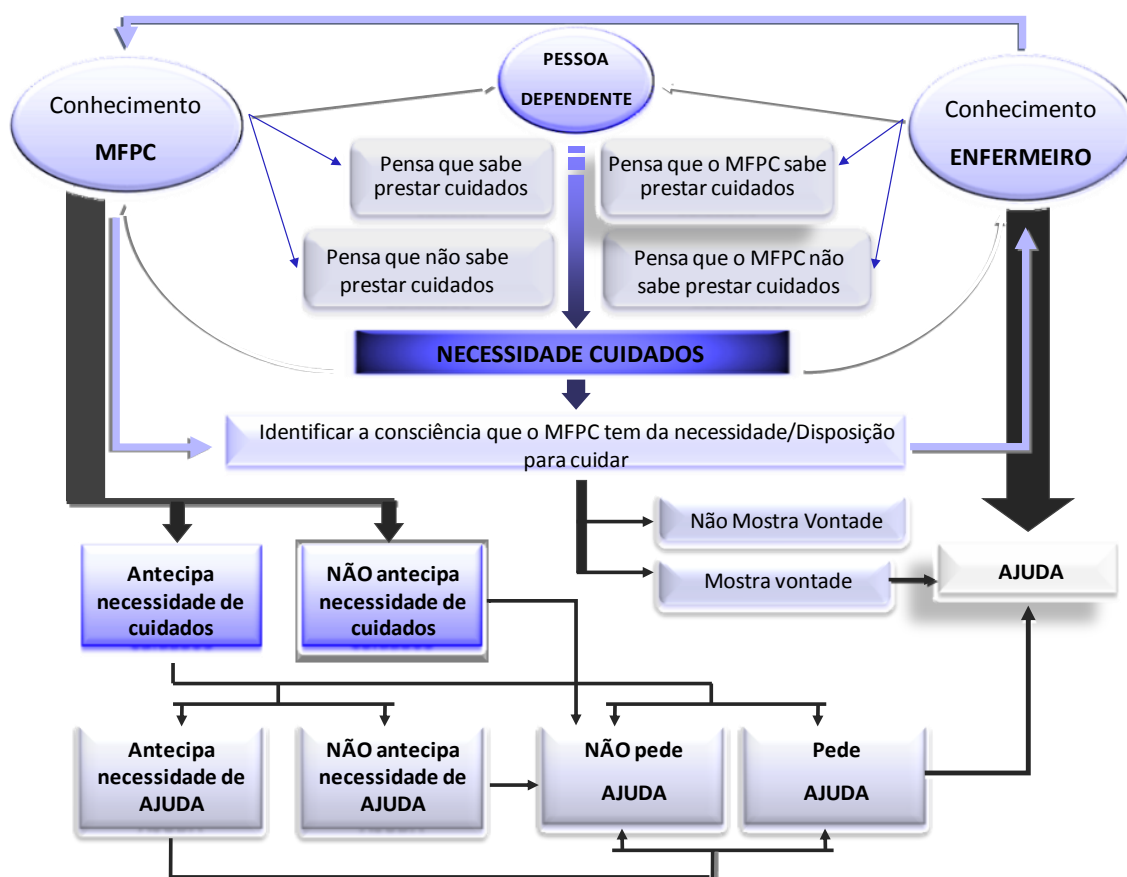 PESSOA
DEPENDENTE
Conhecimento
MFPC
Conhecimento
ENFERMEIRO
Pensa que sabe
prestar cuidados
Pensa que o MFPC sabe
prestar cuidados
Pensa que não sabe
prestar cuidados
Pensa que o MFPC não
sabe prestar cuidados
NECESSIDADE CUIDADOS
Identificar a consciência que o MFPC tem da necessidade/Disposição
para cuidar
Não Mostra Vontade
Mostra vontade
AJUDA
Antecipa
necessidade de
cuidados
NÃO antecipa
necessidade de
cuidados
Antecipa
necessidade de
AJUDA
NÃO antecipa
necessidade de
AJUDA
NÃO pede
AJUDA
Pede
AJUDA